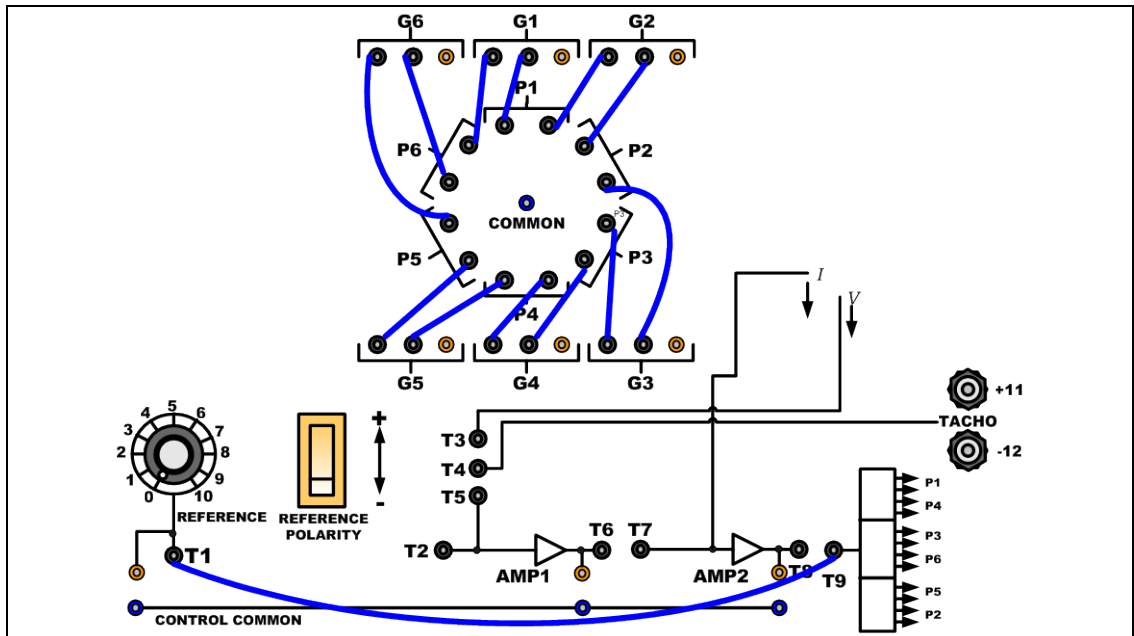 G6 G1 G2
P1
P6 P2
COMMON
P3
P5 P3
P4
G5 G4 G3
I
V
+11
TACHO
-12
0 1 2 3 4 5 6 7 8 9 10
REFERENCE
+
-
REFERENCE
POLARITY
T1
T3
T4
T5
T2
AMP1
T6
T7
AMP2
T8
T9
P1
P4
P3
P6
P5
P2
CONTROL COMMON